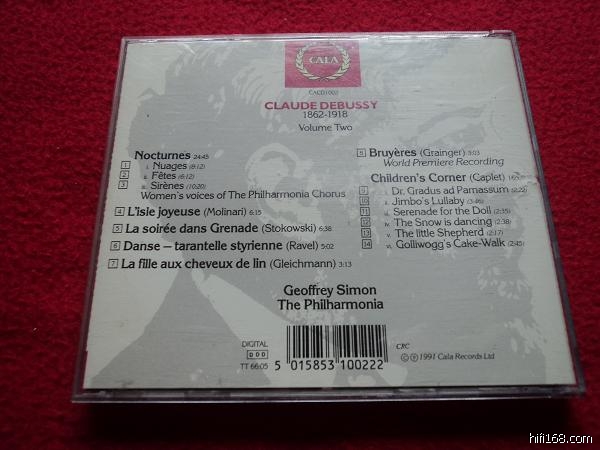 CALA
CACD1002
CLAUDE DEBUSSY
1862-1918
Volume Two
Nocturnes 24:45
1 i. Nuages (8:12)
2 ii. Fêtes (6:12)
3 iii. Sirènes (10:20)
Women's voices of The Philharmonia Chorus
4 L'isle joyeuse (Molinari) 6:15
5 La soirée dans Grenade (Stokowski) 6:38
6 Danse – tarantelle styrienne (Ravel) 5:02
7 La fille aux cheveux de lin (Gleichmann) 3:13
8 Bruyères (Grainger) 3:03
World Premiere Recording
Children's Corner (Caplet)
9 i. Dr. Gradus ad Parnassum (2:22)
10 ii. Jimbo's Lullaby (3:46)
11 iii. Serenade for the Doll (2:35)
12 iv. The Snow is dancing (2:38)
13 v. The little Shepherd (2:17)
14 vi. Golliwogg's Cake-Walk (2:45)
Geoffrey Simon
The Philharmonia
DIGITAL
DDD
TT 66:05
5 015853 100222
CRC
© ℗ 1991 Cala Records Ltd
hifi168.com